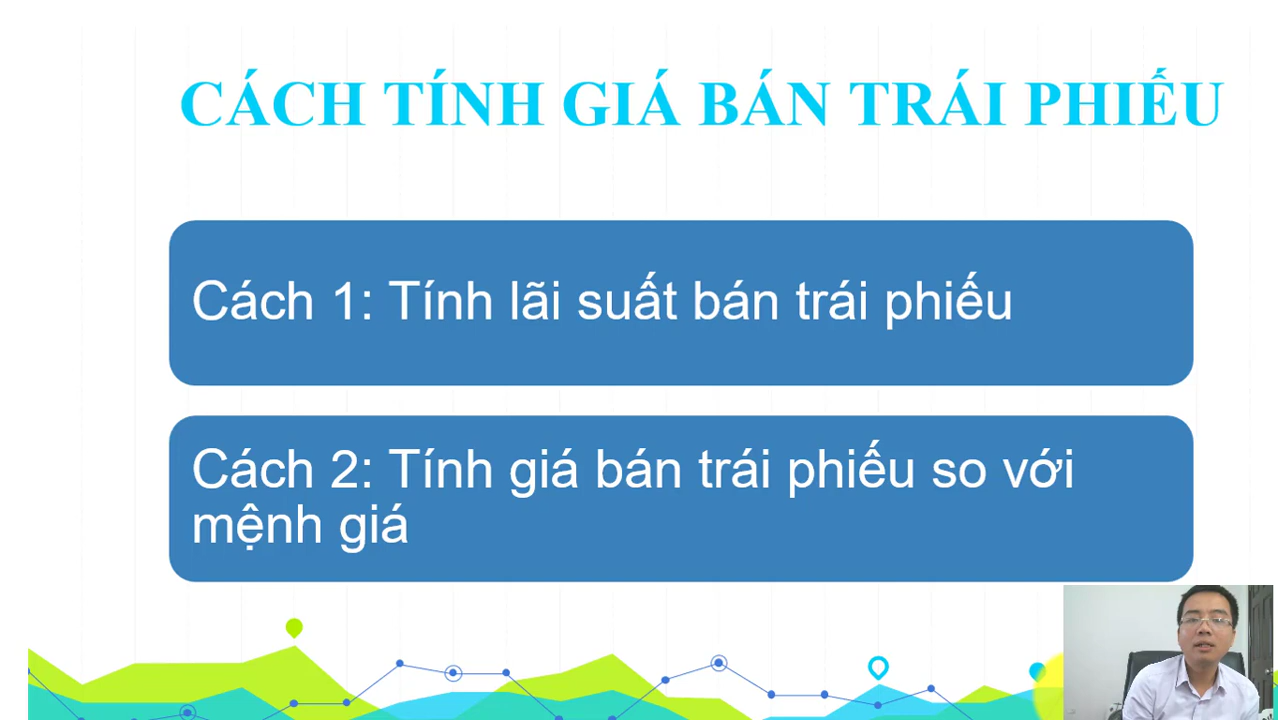 CÁCH TÍNH GIÁ BÁN TRÁI PHIẾU
Cách 1: Tính lãi suất bán trái phiếu
Cách 2: Tính giá bán trái phiếu so với
mệnh giá